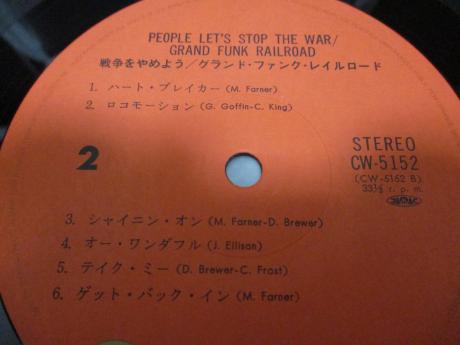 PEOPLE LET'S STOP THE WAR/
GRAND FUNK RAILROAD
戦争をやめよう/グランド・ファンク・レイルロード
1. ハート・ブレイカー (M. Farner)
2. ロコモーション (G. Goffin-C. King)
2
STEREO
CW-5152
(CW-5152 B)
33⅓ r. p. m.
3. シャイニン・オン (M. Farner-D. Brewer)
4. オー・ワンダフル (J. Ellison)
5. テイク・ミー (D. Brewer-C. Frost)
6. ゲット・バック・イン (M. Farner)